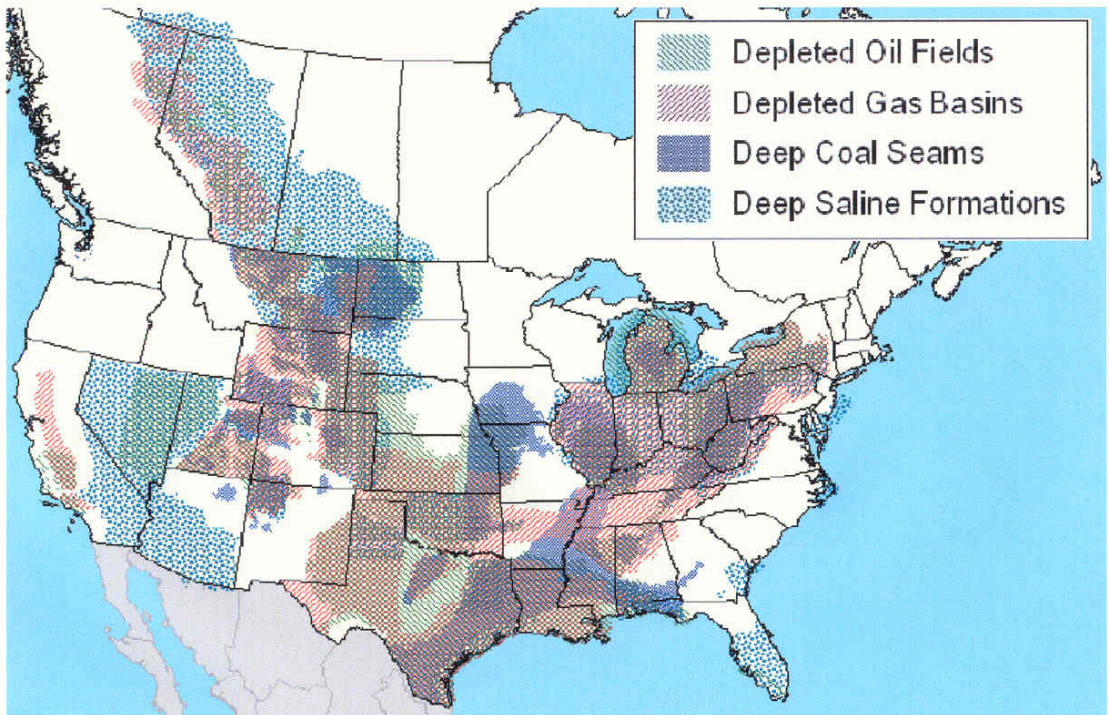 Depleted Oil Fields
Depleted Gas Basins
Deep Coal Seams
Deep Saline Formations